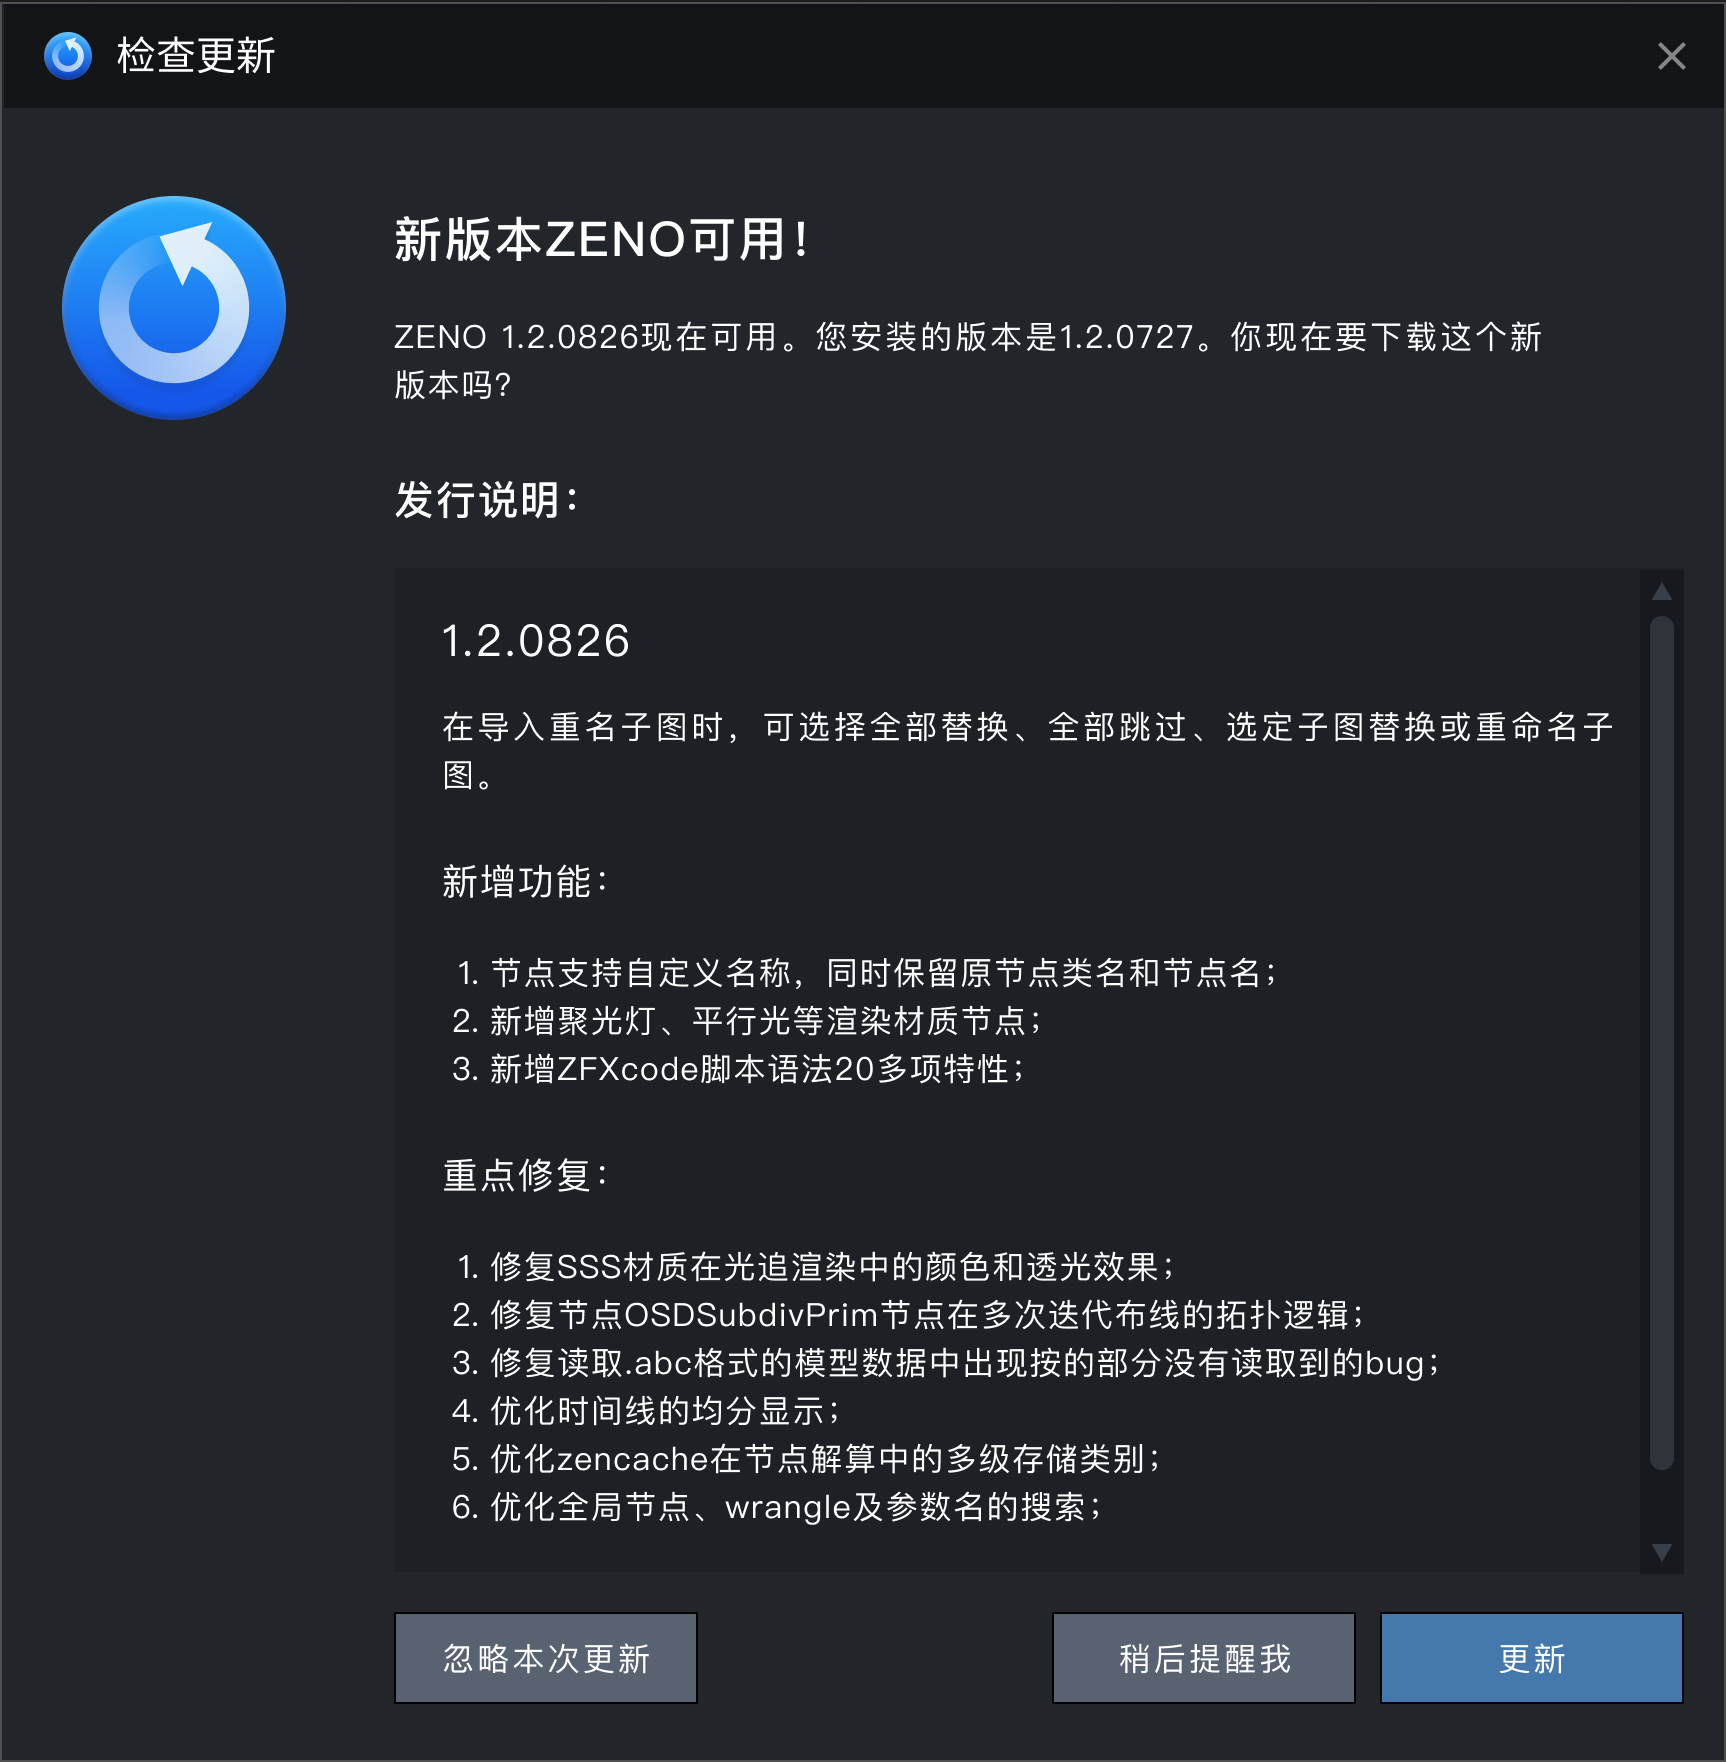 检查更新
新版本ZENO可用！
ZENO 1.2.0826现在可用。您安装的版本是1.2.0727。你现在要下载这个新
版本吗？
发行说明：
1.2.0826
在导入重名子图时，可选择全部替换、全部跳过、选定子图替换或重命名子
图。
新增功能：
1. 节点支持自定义名称，同时保留原节点类名和节点名；
2. 新增聚光灯、平行光等渲染材质节点；
3. 新增ZFXcode脚本语法20多项特性；
重点修复：
1. 修复SSS材质在光追渲染中的颜色和透光效果；
2. 修复节点OSDSubdivPrim节点在多次迭代布线的拓扑逻辑；
3. 修复读取.abc格式的模型数据中出现按的部分没有读取到的bug；
4. 优化时间线的均分显示；
5. 优化zencache在节点解算中的多级存储类别；
6. 优化全局节点、wrangle及参数名的搜索；
忽略本次更新
稍后提醒我
更新